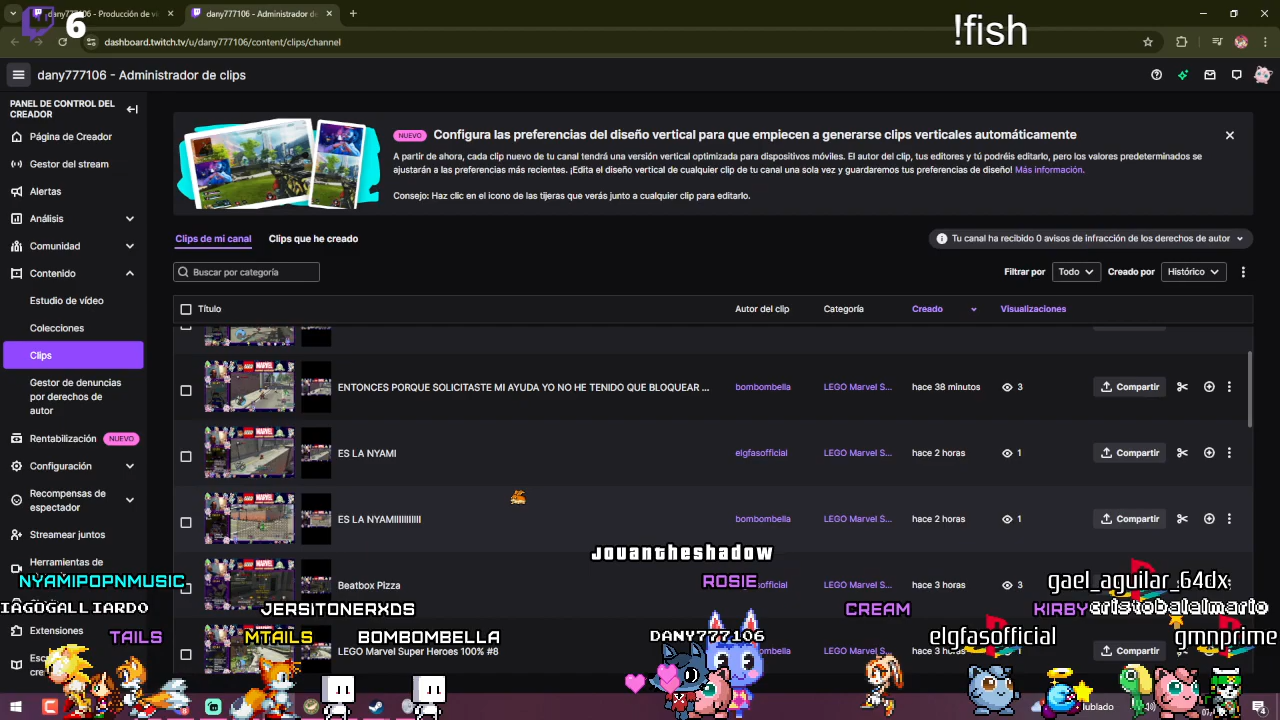 6
dany777106 - Producción de ví
dany777106 - Administrador de
!fish
dashboard.twitch.tv/u/dany777106/content/clips/channel
dany777106 - Administrador de clips
PANEL DE CONTROL DEL CREADOR
Página de Creador
Gestor del stream
Alertas
Análisis
Comunidad
Contenido
Estudio de vídeo
Colecciones
Clips
Gestor de denuncias
por derechos de
autor
Rentabilización NUEVO
Configuración
Recompensas de
espectador
Streamear juntos
Herramientas de
Extensiones
NUEVO Configura las preferencias del diseño vertical para que empiecen a generarse clips verticales automáticamente
A partir de ahora, cada clip nuevo de tu canal tendrá una versión vertical optimizada para dispositivos móviles. El autor del clip, tus editores y tú podréis editarlo, pero los valores predeterminados se
ajustarán a las preferencias más recientes. ¡Edita el diseño vertical de cualquier clip de tu canal una sola vez y guardaremos tus preferencias de diseño! Más información.
Consejo: Haz clic en el icono de las tijeras que verás junto a cualquier clip para editarlo.
Clips de mi canal Clips que he creado
Tu canal ha recibido 0 avisos de infracción de los derechos de autor
Buscar por categoría
Filtrar por Todo Creado por Histórico
Título Autor del clip Categoría Creado Visualizaciones
ENTONCES PORQUE SOLICITASTE MI AYUDA YO NO HE TENIDO QUE BLOQUEAR ... bombombella LEGO Marvel S... hace 38 minutos 3 Compartir
ES LA NYAMI elgfasofficial LEGO Marvel S... hace 2 horas 1 Compartir
ES LA NYAMIIIIIIIIIII bombombella LEGO Marvel S... hace 2 horas 1 Compartir
Beatbox Pizza LEGO Marvel S... hace 3 horas 3
LEGO Marvel Super Heroes 100% #8
Compartir
JOUANTHESHADOW
NYAMIPOPNMUSIC
ROSIE
gael_aguilar_64dx
IAGOGALLIARDO
JERSITONERXDS
CREAM
KIRBY
cristobalelmario
TAILS
MTAILS
BOMBOMBELLA
DANY777106
elgfasofficial
gmnprime